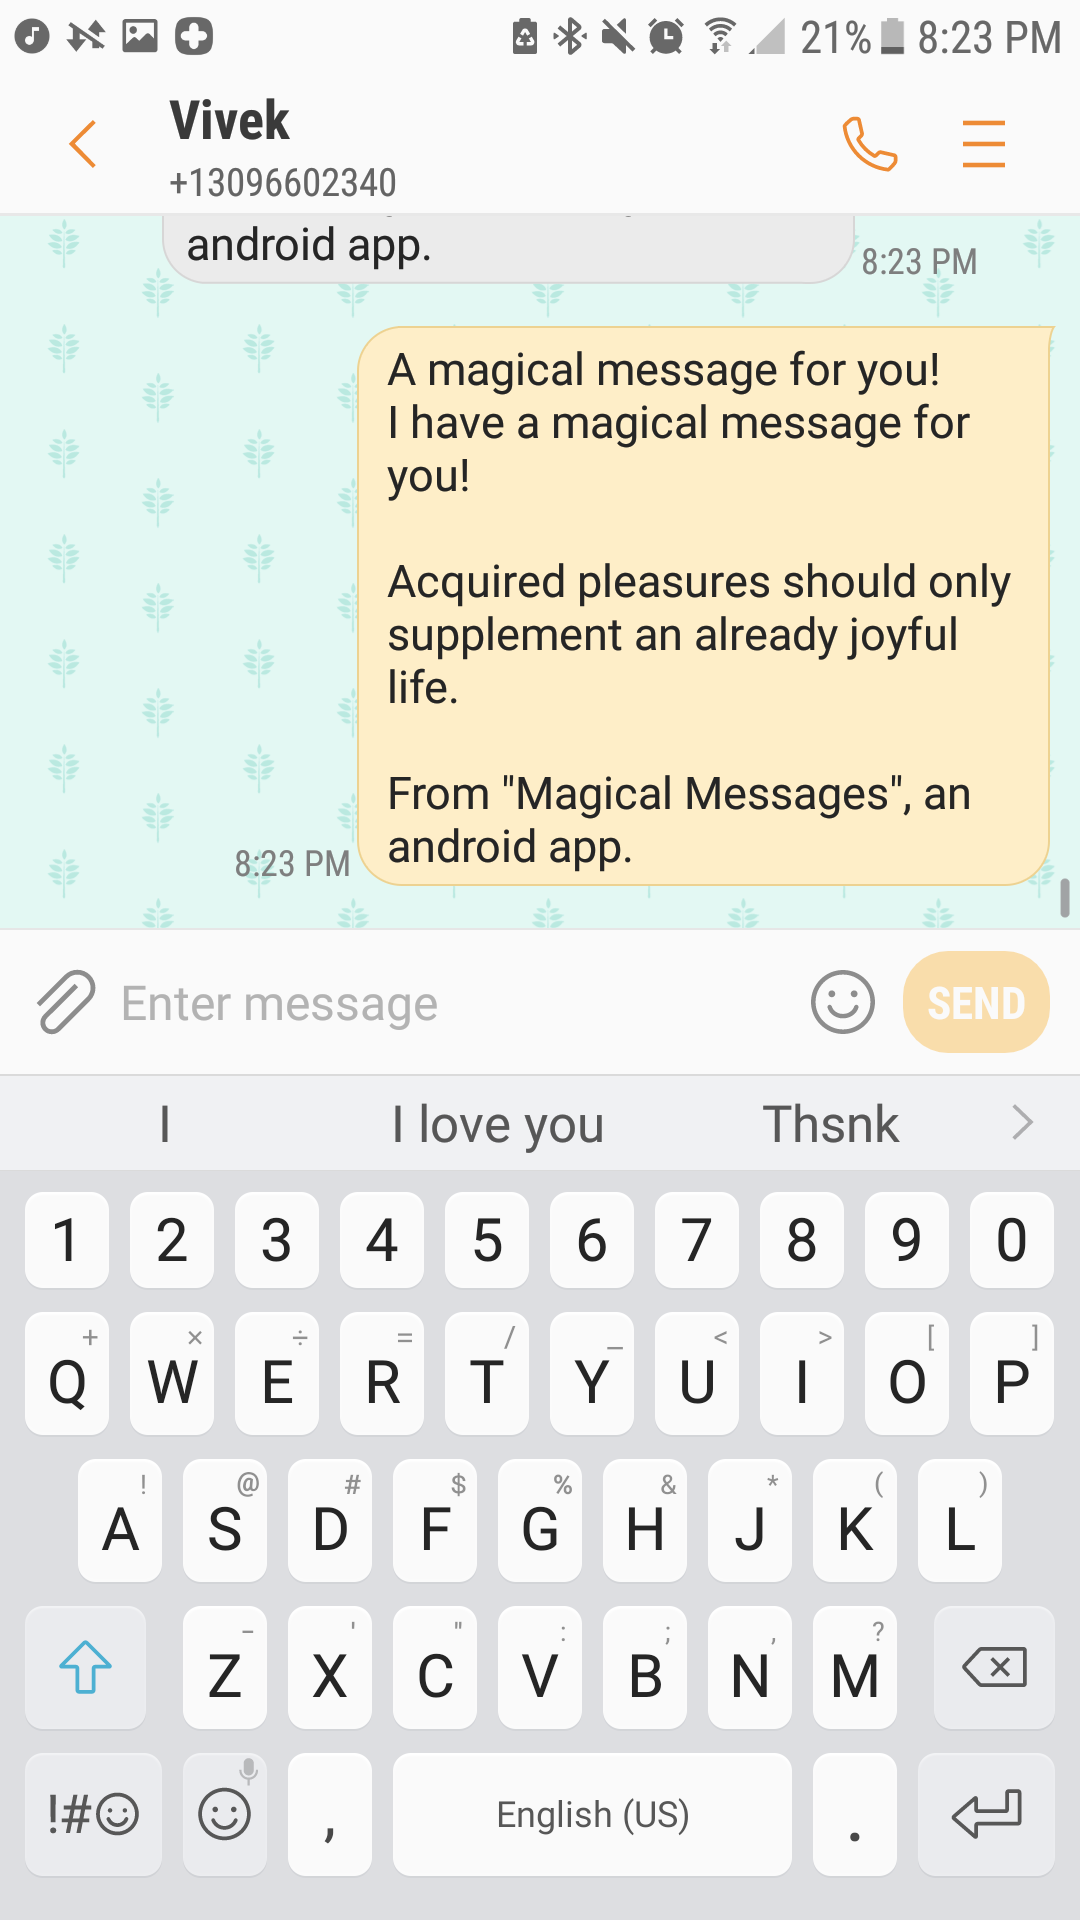 21% 8:23 PM
Vivek
+13096602340
android app.
8:23 PM
A magical message for you!
I have a magical message for
you!
Acquired pleasures should only
supplement an already joyful
life.
From "Magical Messages", an
android app.
8:23 PM
Enter message
SEND
I I love you Thsnk
1 2 3 4 5 6 7 8 9 0
+ × ÷ = / _ < > [ ]
Q W E R T Y U I O P
! @ # $ % & * ( )
A S D F G H J K L
- ' " : ; , ?
Z X C V B N M
!# , English (US) .